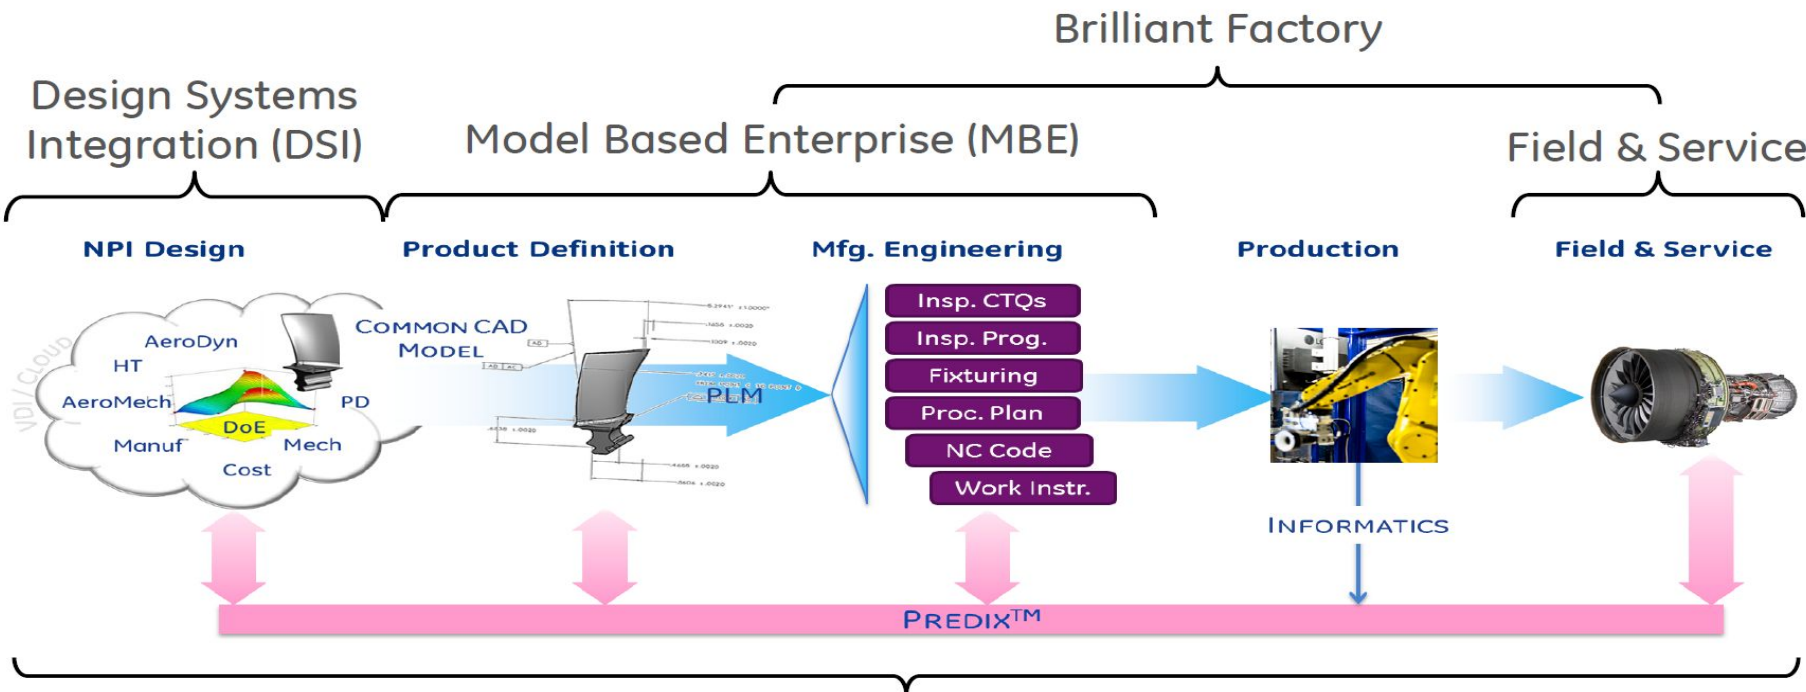 Brilliant Factory
Design Systems
Integration (DSI)
Model Based Enterprise (MBE)
Field & Service
NPI Design
Product Definition
Mfg. Engineering
Production
Field & Service
VDI/ CLOUD
AeroDyn
HT
AeroMech
PD
DoE
Manuf
Mech
Cost
COMMON CAD
MODEL
PLM
Insp. CTQs
Insp. Prog.
Fixturing
Proc. Plan
NC Code
Work Instr.
INFORMATICS
PREDIX™